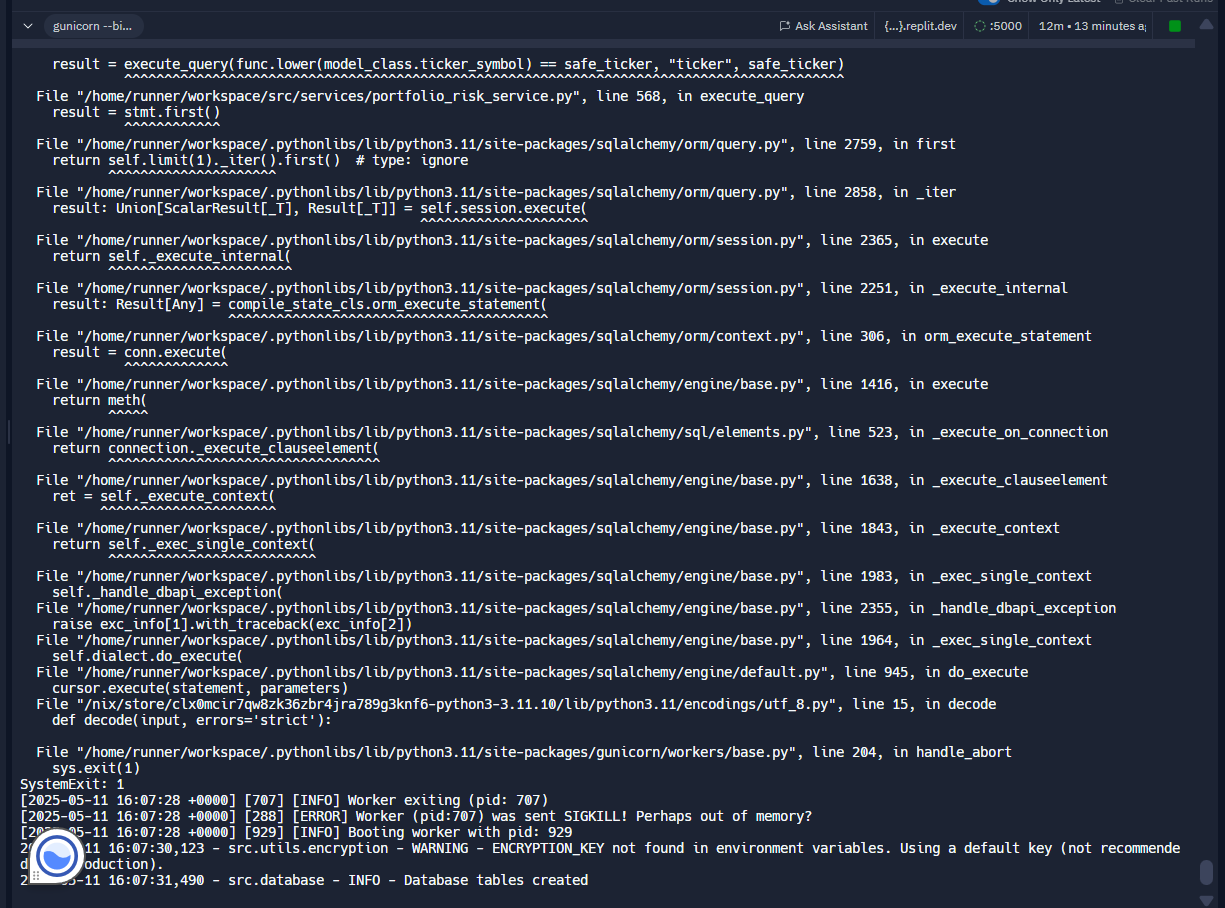 Show Only Latest Clear Past Runs
gunicorn --bi... Ask Assistant {...}.replit.dev :5000 12m • 13 minutes a
result = execute_query(func.lower(model_class.ticker_symbol) == safe_ticker, "ticker", safe_ticker)
^^^^^^^^^^^^^^^^^^^^^^^^^^^^^^^^^^^^^^^^^^^^^^^^^^^^^^^^^^^^^^^^^^^^^^^^^^^^^^^^^^^^^^^^^^
File "/home/runner/workspace/src/services/portfolio_risk_service.py", line 568, in execute_query
result = stmt.first()
^^^^^^^^^^^^
File "/home/runner/workspace/.pythonlibs/lib/python3.11/site-packages/sqlalchemy/orm/query.py", line 2759, in first
return self.limit(1)._iter().first()  # type: ignore
^^^^^^^^^^^^^^^^^^^^^
File "/home/runner/workspace/.pythonlibs/lib/python3.11/site-packages/sqlalchemy/orm/query.py", line 2858, in _iter
result: Union[ScalarResult[_T], Result[_T]] = self.session.execute(
^^^^^^^^^^^^^^^^^^^^^
File "/home/runner/workspace/.pythonlibs/lib/python3.11/site-packages/sqlalchemy/orm/session.py", line 2365, in execute
return self._execute_internal(
^^^^^^^^^^^^^^^^^^^^^^^
File "/home/runner/workspace/.pythonlibs/lib/python3.11/site-packages/sqlalchemy/orm/session.py", line 2251, in _execute_internal
result: Result[Any] = compile_state_cls.orm_execute_statement(
^^^^^^^^^^^^^^^^^^^^^^^^^^^^^^^^^^^^^^^^
File "/home/runner/workspace/.pythonlibs/lib/python3.11/site-packages/sqlalchemy/orm/context.py", line 306, in orm_execute_statement
result = conn.execute(
^^^^^^^^^^^^^
File "/home/runner/workspace/.pythonlibs/lib/python3.11/site-packages/sqlalchemy/engine/base.py", line 1416, in execute
return meth(
^^^^^
File "/home/runner/workspace/.pythonlibs/lib/python3.11/site-packages/sqlalchemy/sql/elements.py", line 523, in _execute_on_connection
return connection._execute_clauseelement(
^^^^^^^^^^^^^^^^^^^^^^^^^^^^^^^^^^
File "/home/runner/workspace/.pythonlibs/lib/python3.11/site-packages/sqlalchemy/engine/base.py", line 1638, in _execute_clauseelement
ret = self._execute_context(
^^^^^^^^^^^^^^^^^^^^^^
File "/home/runner/workspace/.pythonlibs/lib/python3.11/site-packages/sqlalchemy/engine/base.py", line 1843, in _execute_context
return self._exec_single_context(
^^^^^^^^^^^^^^^^^^^^^^^^^^
File "/home/runner/workspace/.pythonlibs/lib/python3.11/site-packages/sqlalchemy/engine/base.py", line 1983, in _exec_single_context
self._handle_dbapi_exception(
File "/home/runner/workspace/.pythonlibs/lib/python3.11/site-packages/sqlalchemy/engine/base.py", line 2355, in _handle_dbapi_exception
raise exc_info[1].with_traceback(exc_info[2])
File "/home/runner/workspace/.pythonlibs/lib/python3.11/site-packages/sqlalchemy/engine/base.py", line 1964, in _exec_single_context
self.dialect.do_execute(
File "/home/runner/workspace/.pythonlibs/lib/python3.11/site-packages/sqlalchemy/engine/default.py", line 945, in do_execute
cursor.execute(statement, parameters)
File "/nix/store/clx0mcir7qw8zk36zbr4jra789g3knf6-python3-3.11.10/lib/python3.11/encodings/utf_8.py", line 15, in decode
def decode(input, errors='strict'):
File "/home/runner/workspace/.pythonlibs/lib/python3.11/site-packages/gunicorn/workers/base.py", line 204, in handle_abort
sys.exit(1)
SystemExit: 1
[2025-05-11 16:07:28 +0000] [707] [INFO] Worker exiting (pid: 707)
[2025-05-11 16:07:28 +0000] [288] [ERROR] Worker (pid:707) was sent SIGKILL! Perhaps out of memory?
-05-11 16:07:28 +0000] [929] [INFO] Booting worker with pid: 929
-11 16:07:30,123 - src.utils.encryption - WARNING - ENCRYPTION_KEY not found in environment variables. Using a default key (not recommende
oduction).
-11 16:07:31,490 - src.database - INFO - Database tables created